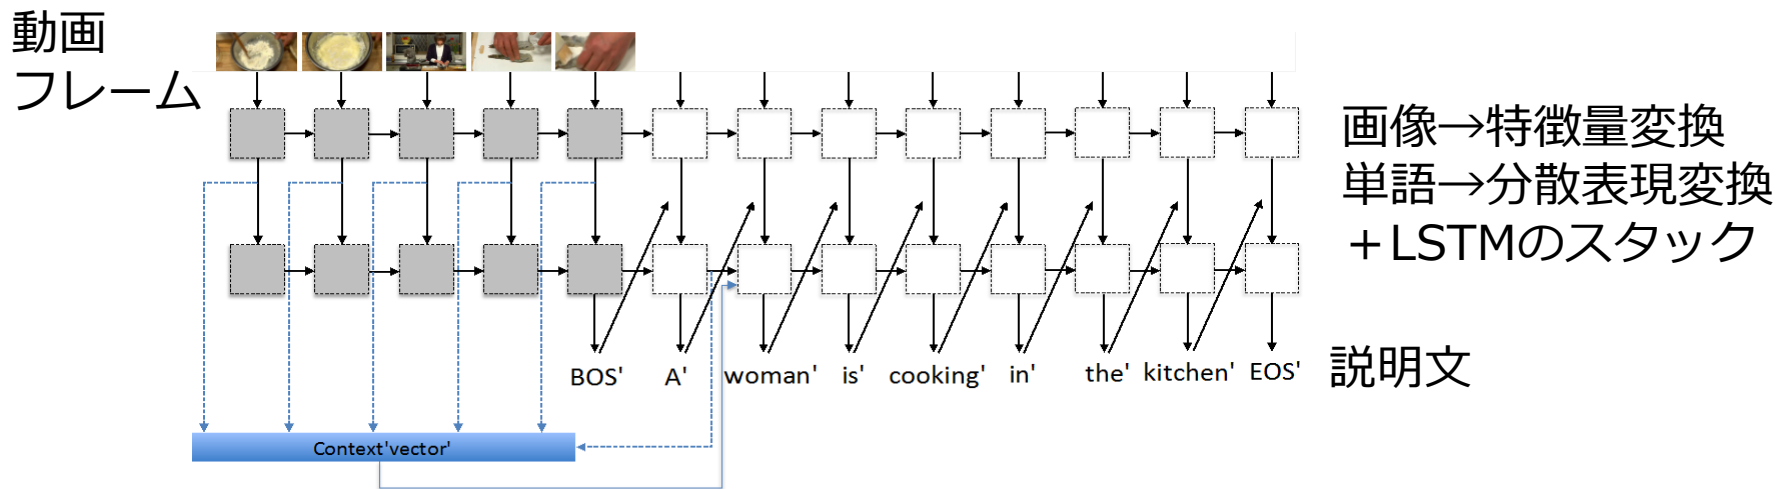 動画
フレーム
画像→特徴量変換
単語→分散表現変換
＋LSTMのスタック
BOS' A' woman' is' cooking' in' the' kitchen' EOS'
説明文
Context'vector'